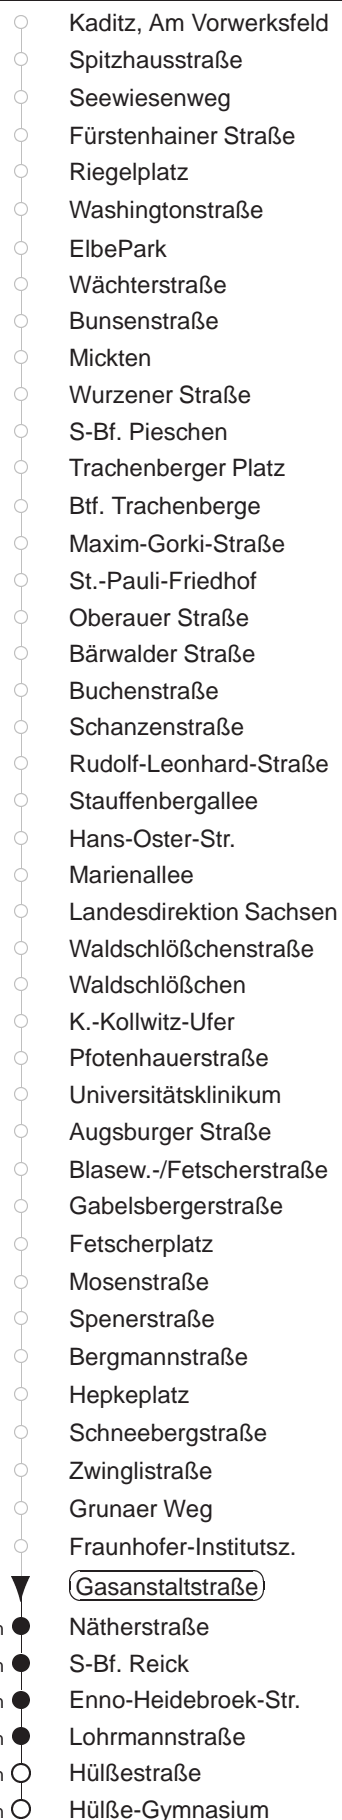 Kaditz, Am Vorwerksfeld
Spitzhausstraße
Seewiesenweg
Fürstenhainer Straße
Riegelplatz
Washingtonstraße
ElbePark
Wächterstraße
Bunsenstraße
Mickten
Wurzener Straße
S-Bf. Pieschen
Trachenberger Platz
Btf. Trachenberge
Maxim-Gorki-Straße
St.-Pauli-Friedhof
Oberauer Straße
Bärwalder Straße
Buchenstraße
Schanzenstraße
Rudolf-Leonhard-Straße
Stauffenbergallee
Hans-Oster-Str.
Marienallee
Landesdirektion Sachsen
Waldschlößchenstraße
Waldschlößchen
K.-Kollwitz-Ufer
Pfotenhauerstraße
Universitätsklinikum
Augsburger Straße
Blasew.-/Fetscherstraße
Gabelsbergerstraße
Fetscherplatz
Mosenstraße
Spenerstraße
Bergmannstraße
Hepkeplatz
Schneebergstraße
Zwinglistraße
Grunaer Weg
Fraunhofer-Institutsz.
Gasanstaltstraße
Nätherstraße
S-Bf. Reick
Enno-Heidebroek-Str.
Lohrmannstraße
Hülßestraße
Hülße-Gymnasium